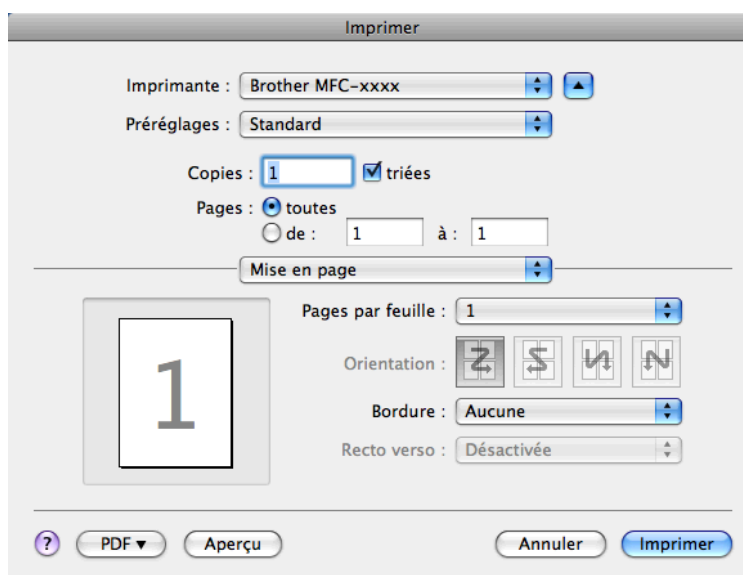 Imprimer
Imprimante : Brother MFC-xxxx
Préréglages : Standard
Copies : 1 triées
Pages : toutes
de : 1 à : 1
Mise en page
Pages par feuille : 1
Orientation :
Bordure : Aucune
Recto verso : Désactivée
1
? PDF ▼ Aperçu Annuler Imprimer